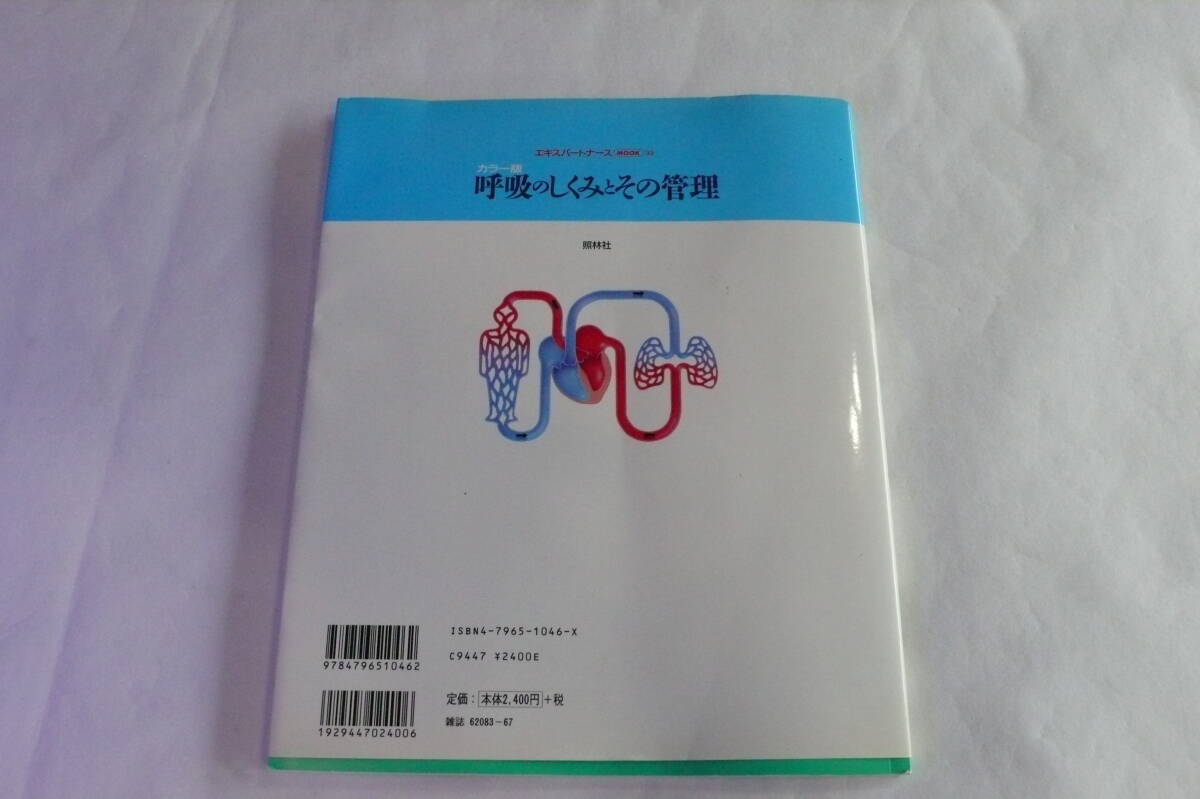 エキスパートナース MOOK
カラー版
呼吸のしくみとその管理
照林社
ISBN4-7965-1046-X
9784796510462
C9447 ¥2400E
定価：本体2,400円+税
1929447024006
雑誌 62083-67